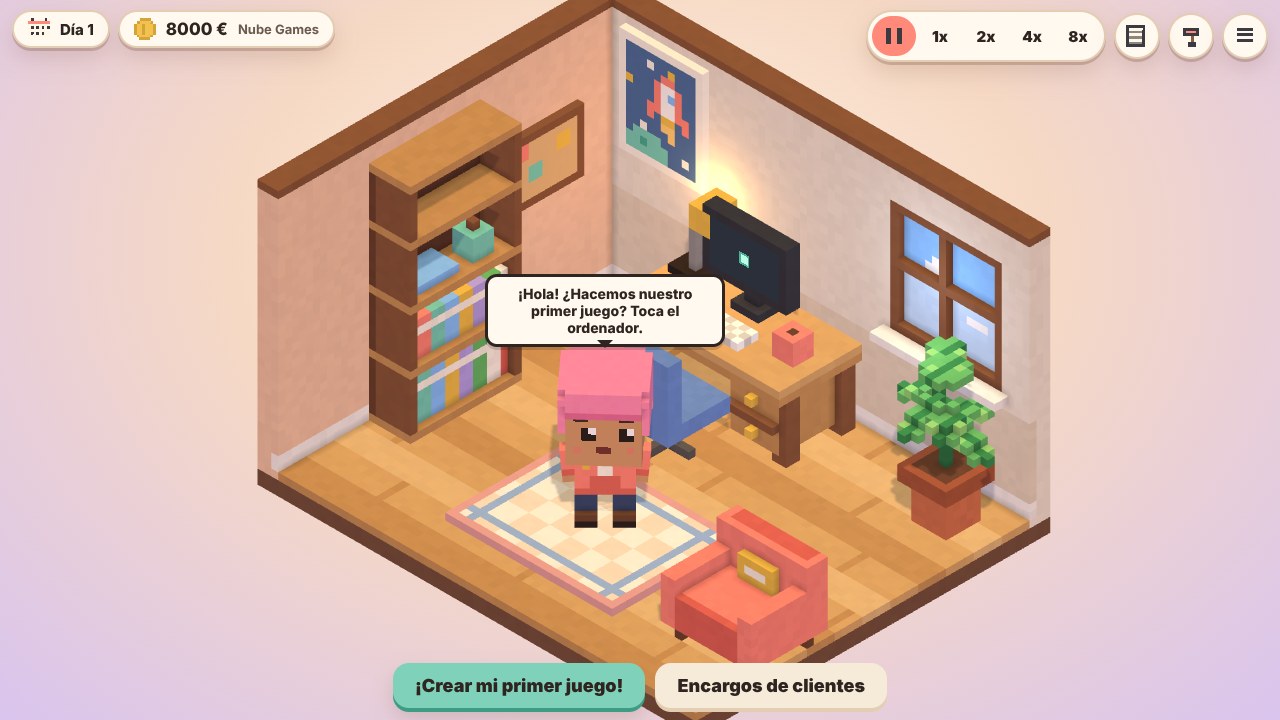 Día 1
8000 € Nube Games
1x 2x 4x 8x
¡Hola! ¿Hacemos nuestro
primer juego? Toca el
ordenador.
¡Crear mi primer juego!
Encargos de clientes